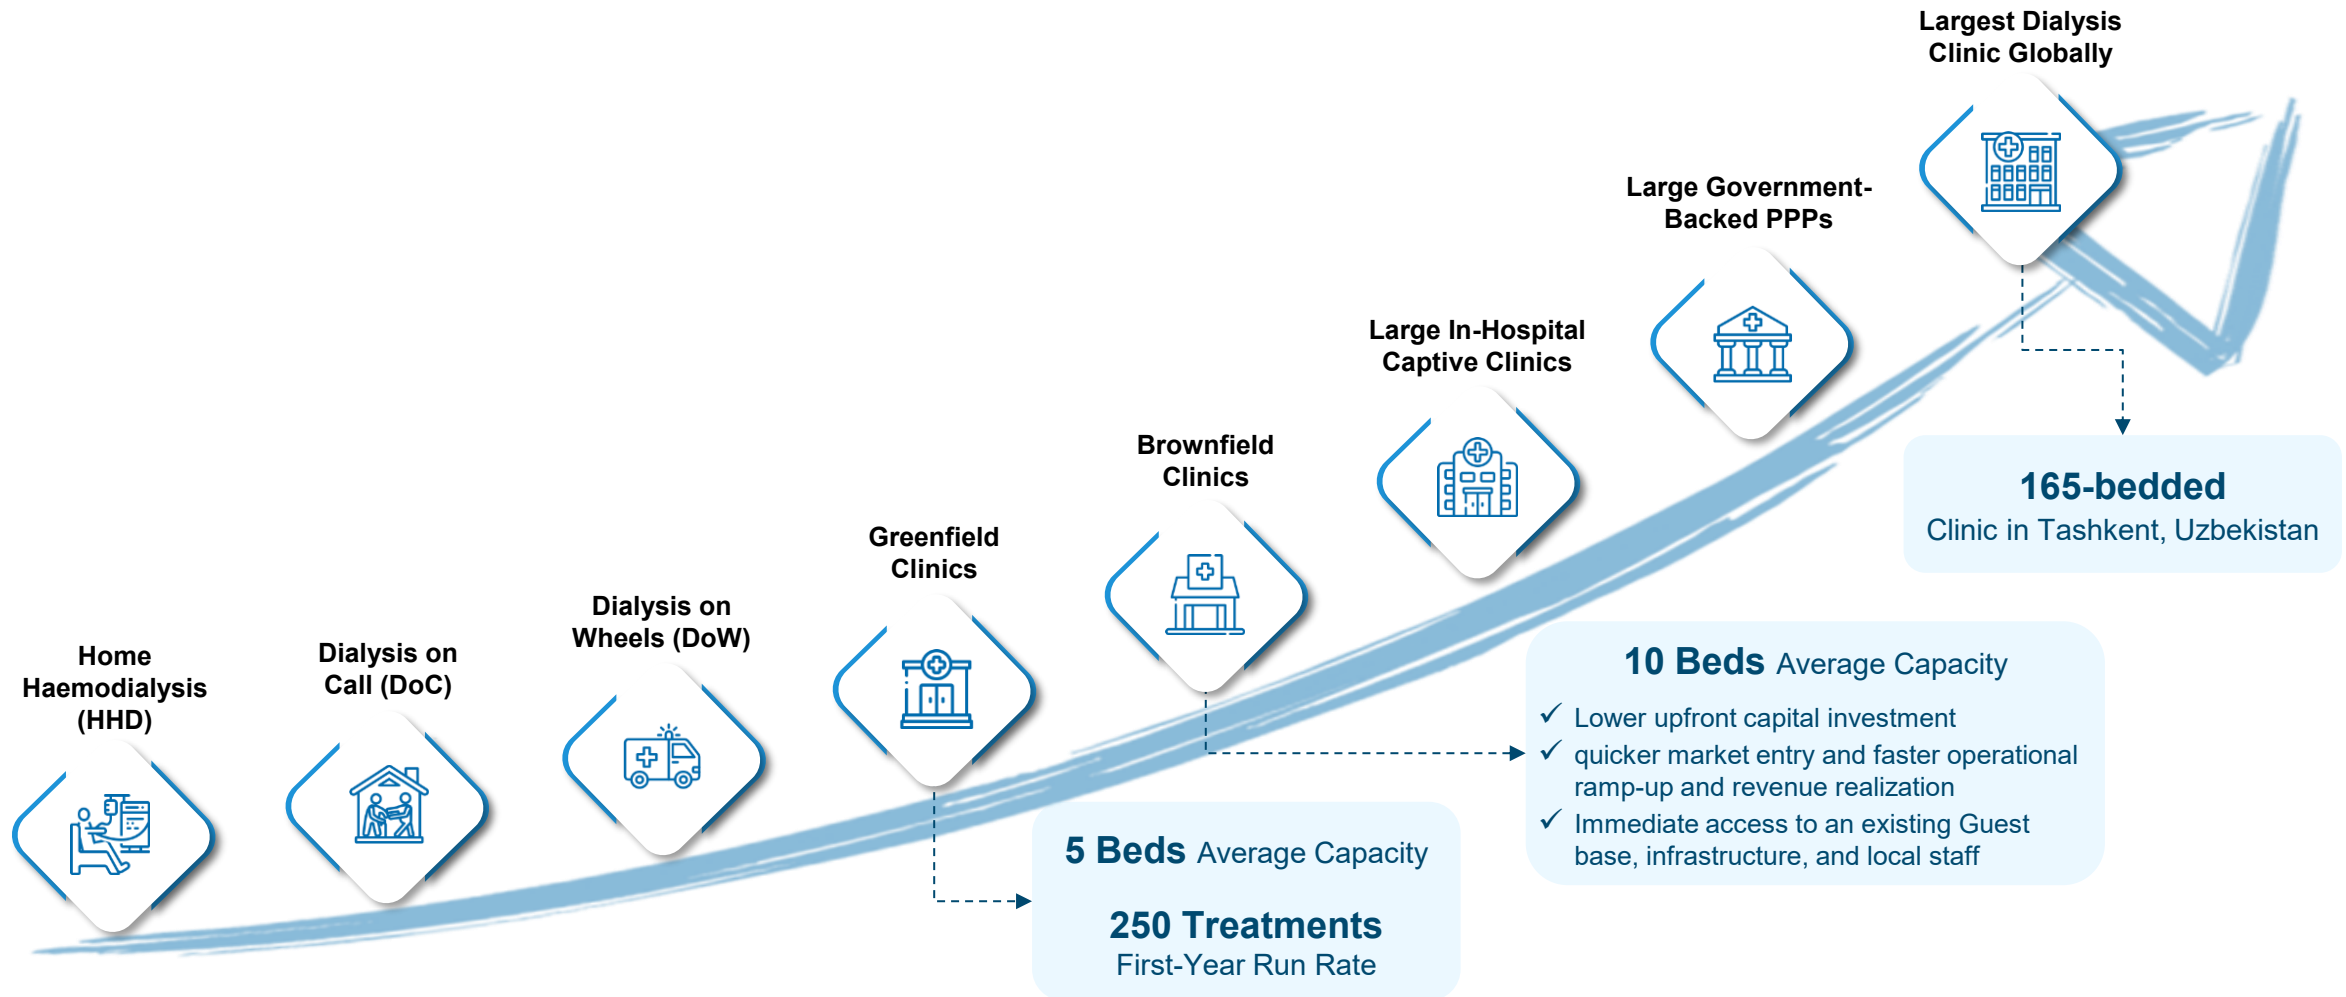 Home
Haemodialysis
(HHD)
Dialysis on
Call (DoC)
Dialysis on
Wheels (DoW)
Greenfield
Clinics
Brownfield
Clinics
Large In-Hospital
Captive Clinics
Large Government-
Backed PPPs
Largest Dialysis
Clinic Globally
5 Beds Average Capacity
250 Treatments
First-Year Run Rate
10 Beds Average Capacity
✓ Lower upfront capital investment
✓ quicker market entry and faster operational
ramp-up and revenue realization
✓ Immediate access to an existing Guest
base, infrastructure, and local staff
165-bedded
Clinic in Tashkent, Uzbekistan